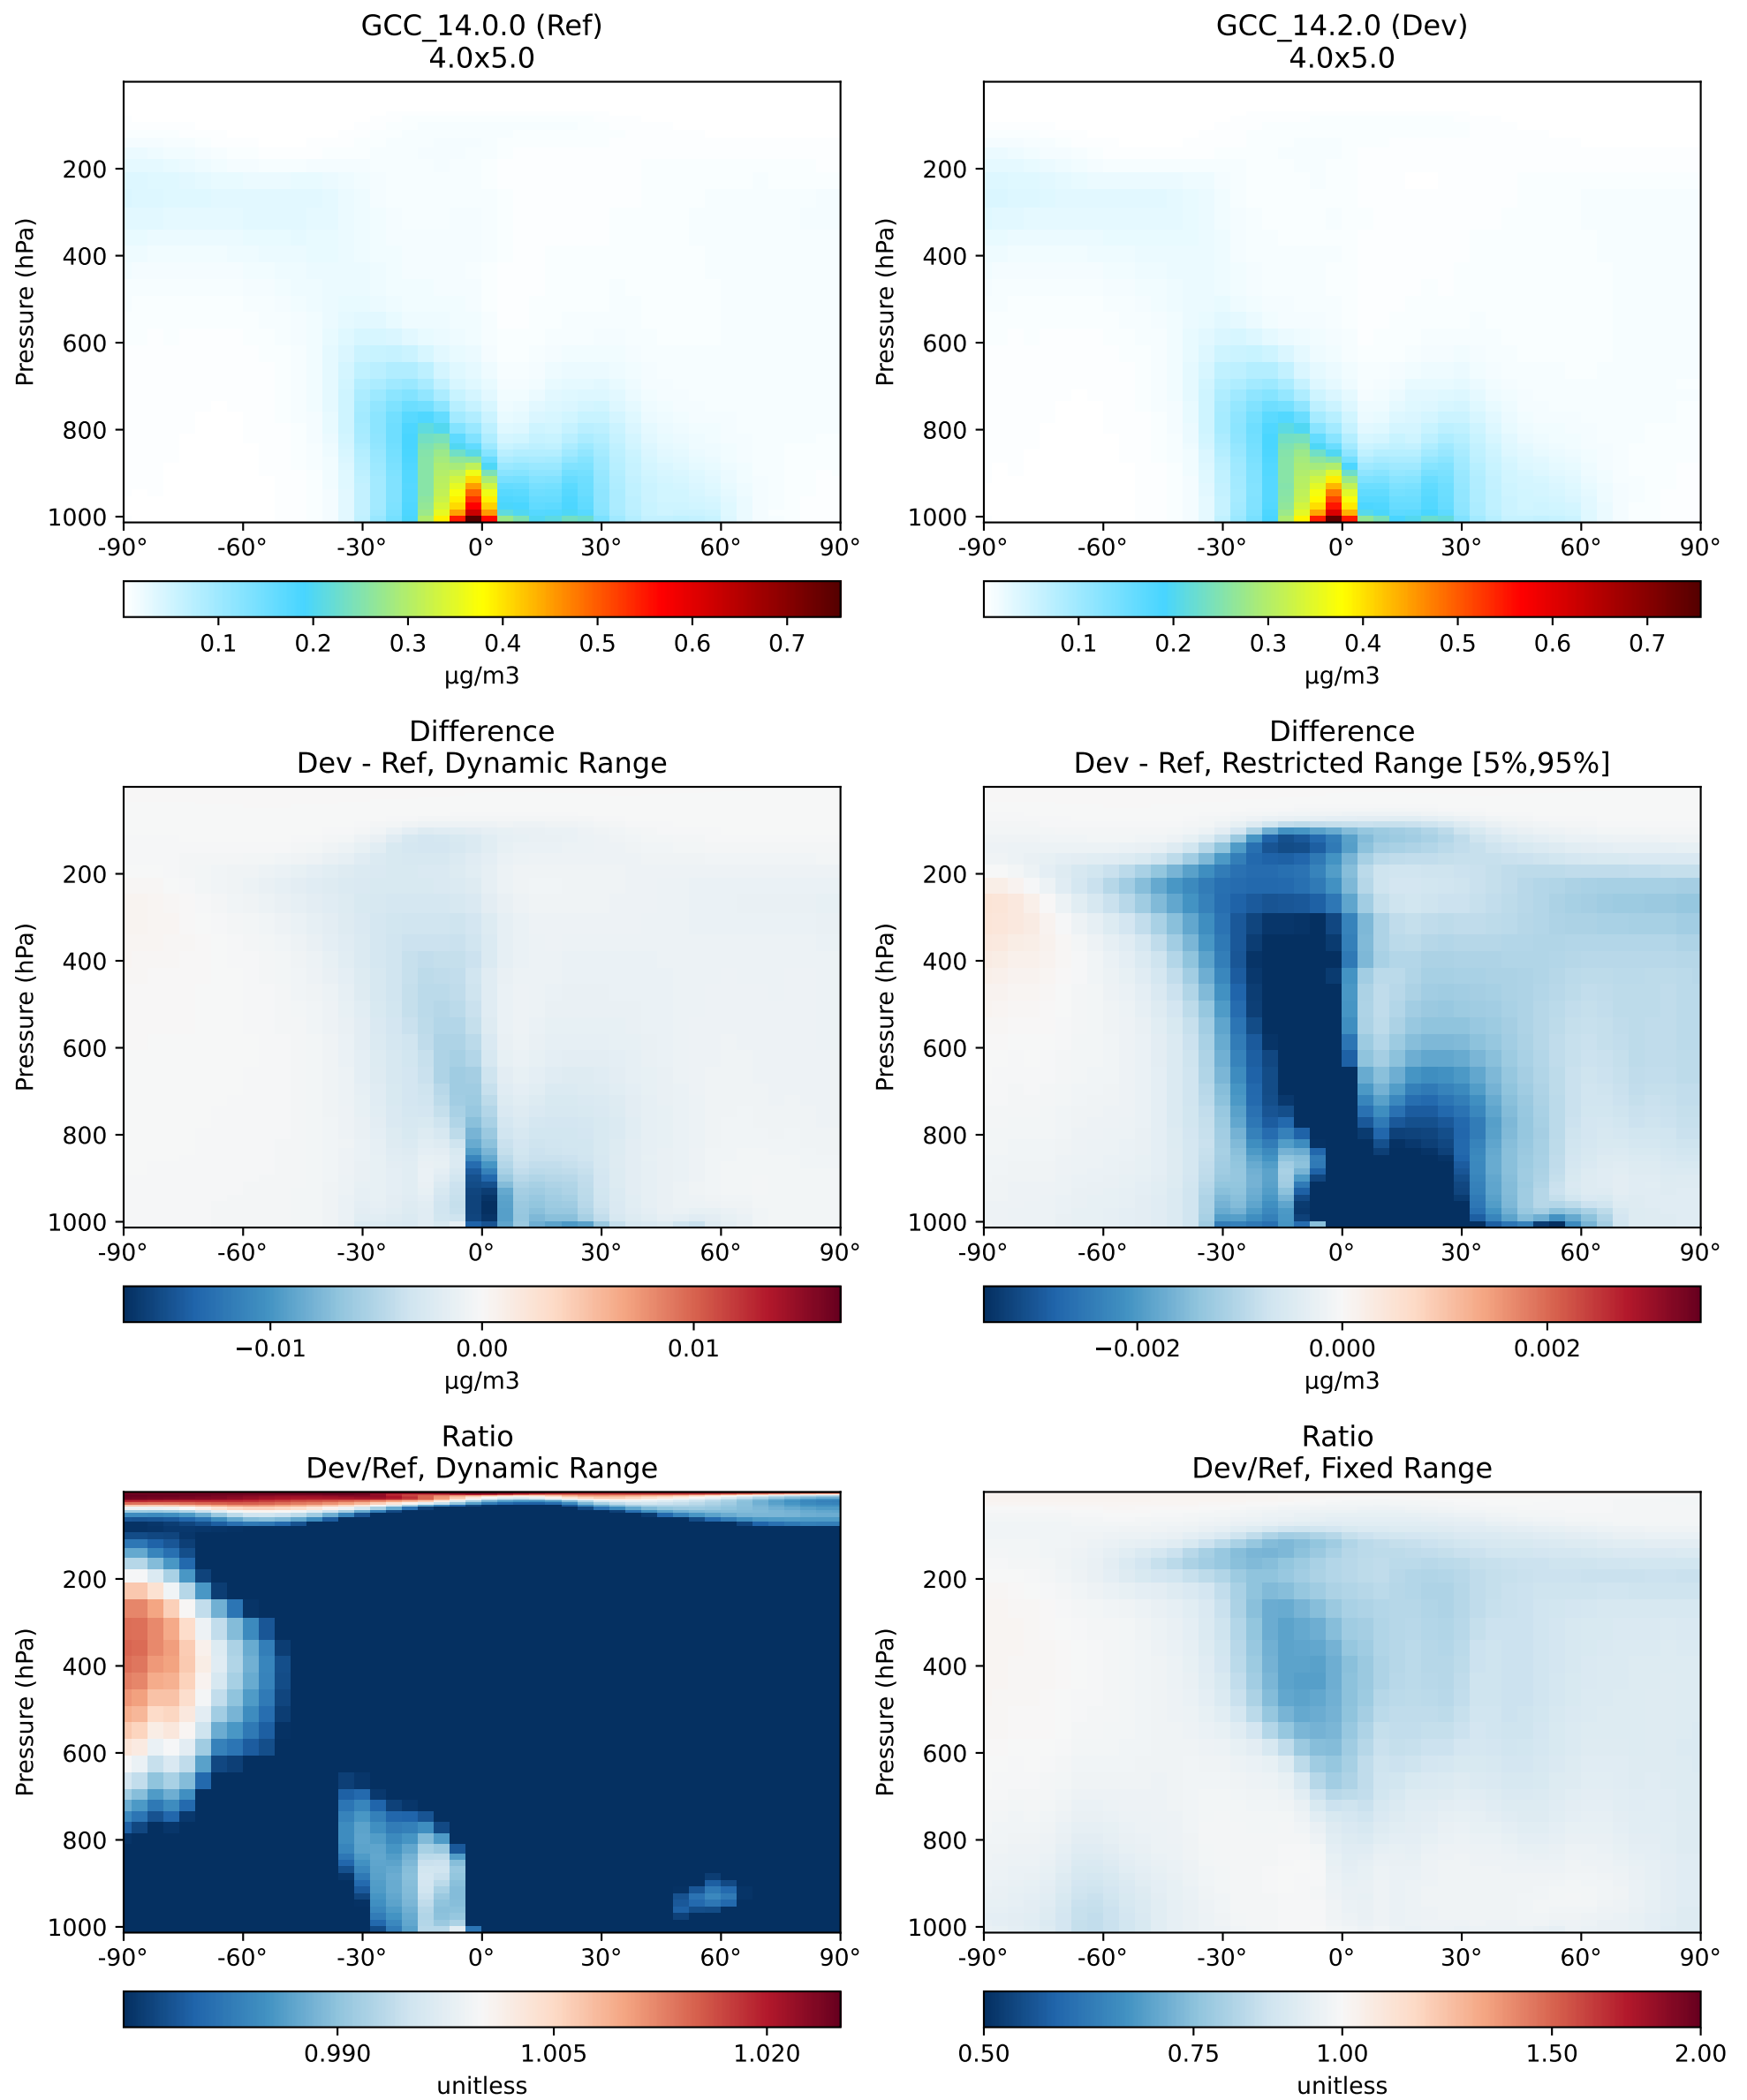 GCC_14.0.0 (Ref)
4.0x5.0
Pressure (hPa)
200
400
600
800
1000
-90° -60° -30° 0° 30° 60° 90°
0.1 0.2 0.3 0.4 0.5 0.6 0.7
μg/m3
GCC_14.2.0 (Dev)
4.0x5.0
Pressure (hPa)
200
400
600
800
1000
-90° -60° -30° 0° 30° 60° 90°
0.1 0.2 0.3 0.4 0.5 0.6 0.7
μg/m3
Difference
Dev - Ref, Dynamic Range
Pressure (hPa)
200
400
600
800
1000
-90° -60° -30° 0° 30° 60° 90°
−0.01 0.00 0.01
μg/m3
Difference
Dev - Ref, Restricted Range [5%,95%]
Pressure (hPa)
200
400
600
800
1000
-90° -60° -30° 0° 30° 60° 90°
−0.002 0.000 0.002
μg/m3
Ratio
Dev/Ref, Dynamic Range
Pressure (hPa)
200
400
600
800
1000
-90° -60° -30° 0° 30° 60° 90°
0.990 1.005 1.020
unitless
Ratio
Dev/Ref, Fixed Range
Pressure (hPa)
200
400
600
800
1000
-90° -60° -30° 0° 30° 60° 90°
0.50 0.75 1.00 1.50 2.00
unitless